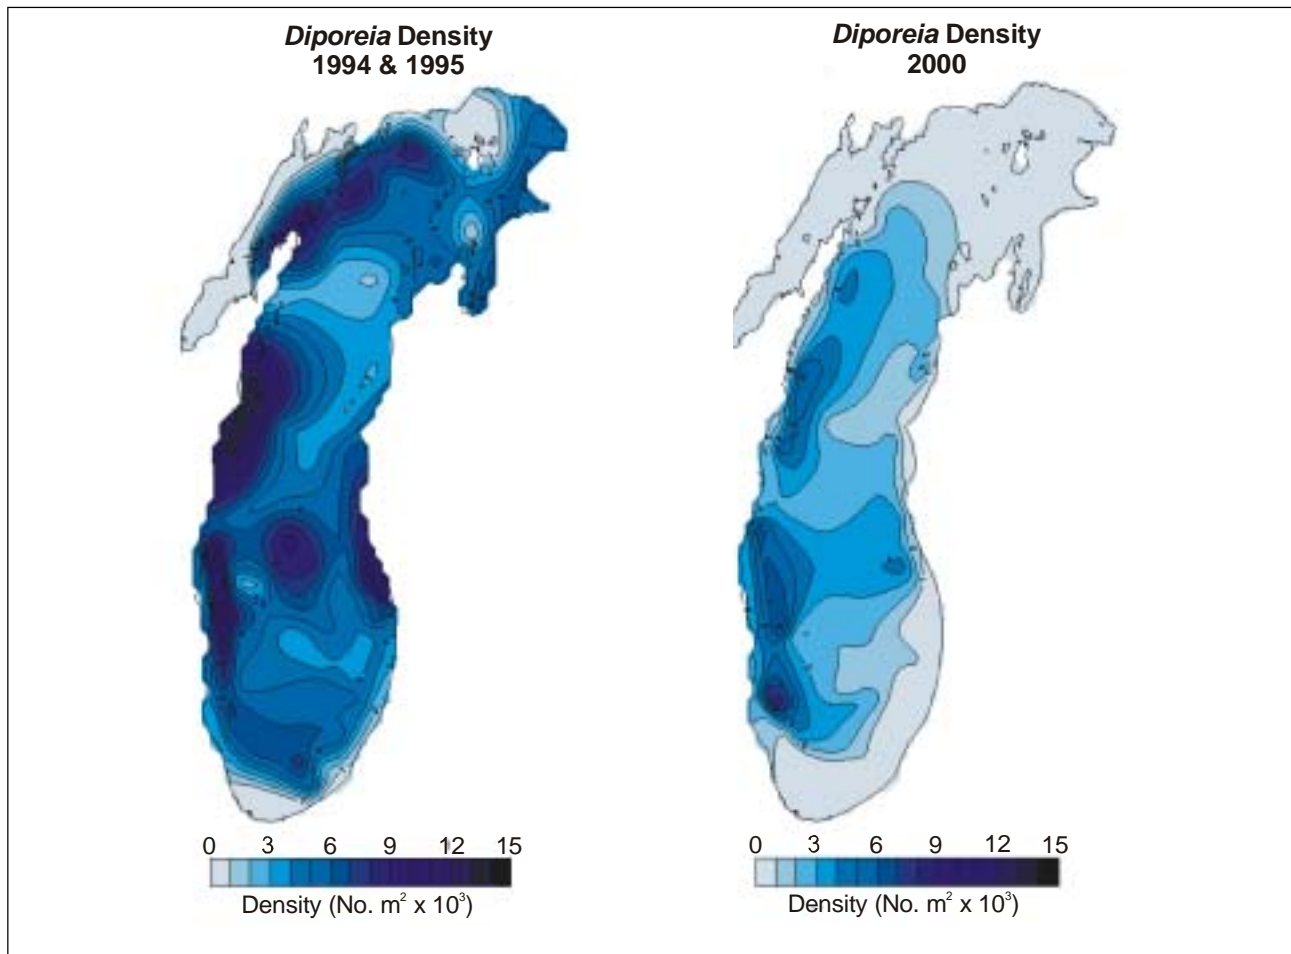 Diporeia Density
1994 & 1995
Diporeia Density
2000
0 3 6 9 12 15
Density (No. m² x 10³)
0 3 6 9 12 15
Density (No. m² x 10³)